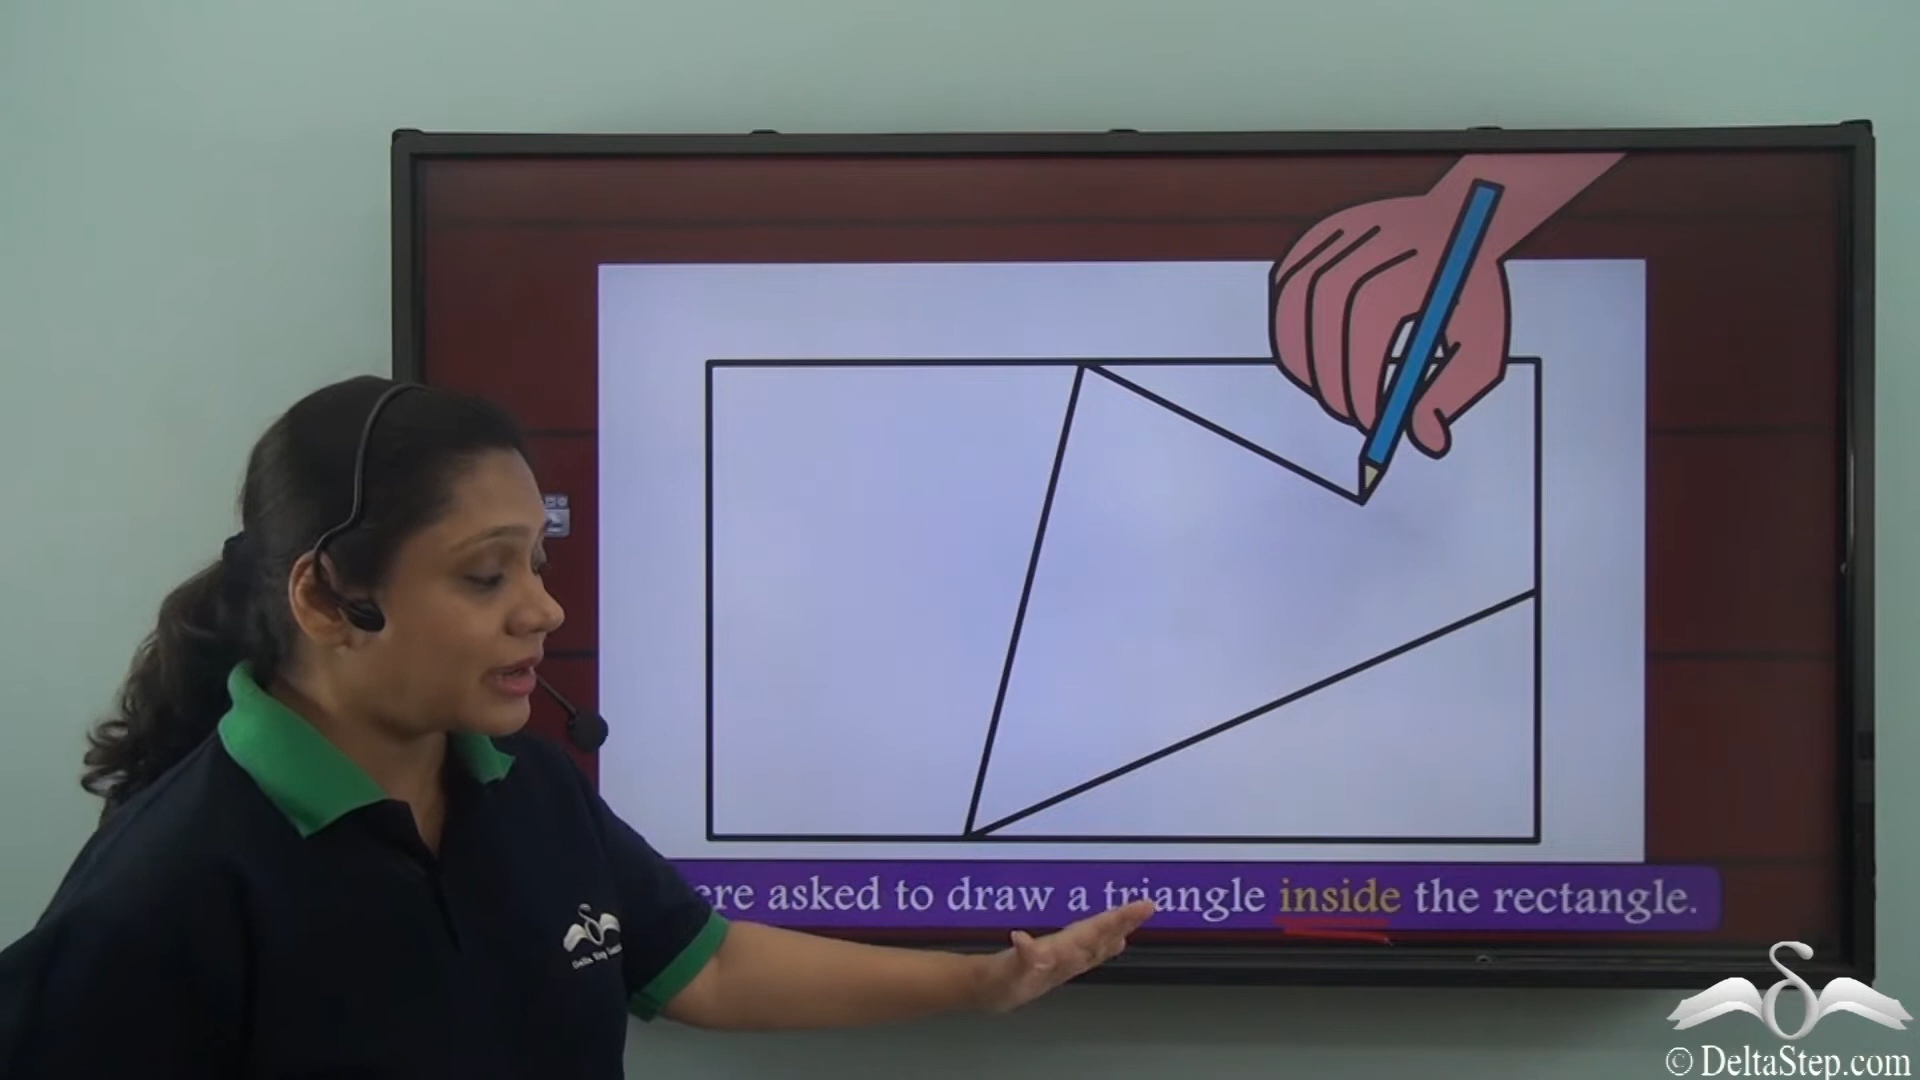 ere asked to draw a triangle inside the rectangle.
© DeltaStep.com